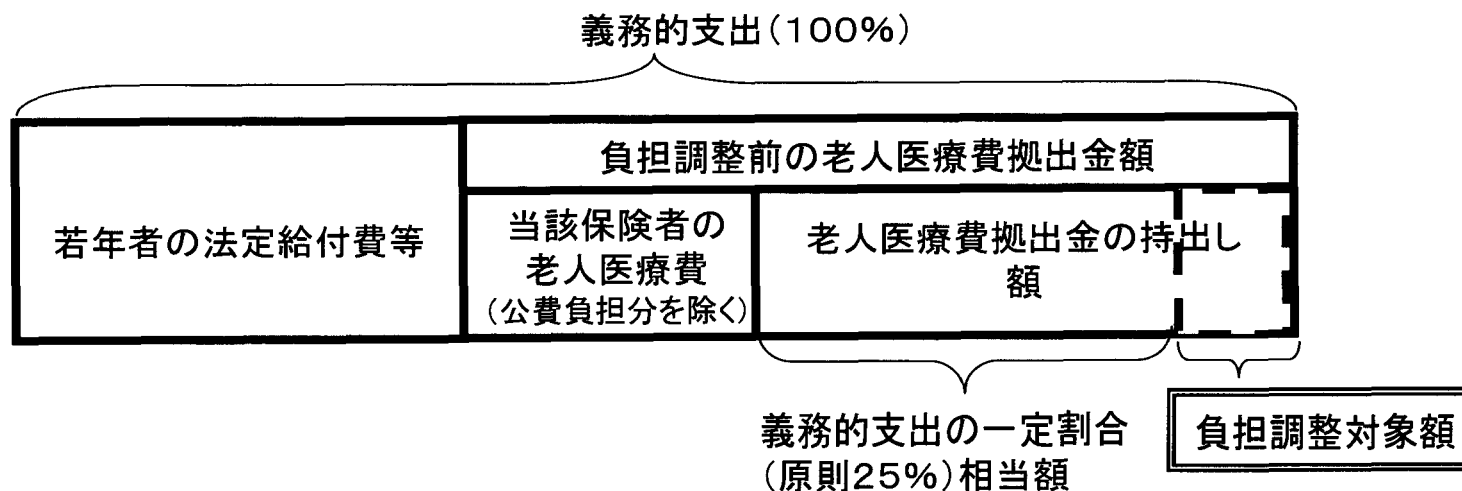 義務的支出(100%)
負担調整前の老人医療費拠出金額
若年者の法定給付費等
当該保険者の
老人医療費
(公費負担分を除く)
老人医療費拠出金の持出し
額
義務的支出の一定割合
(原則25%)相当額
負担調整対象額